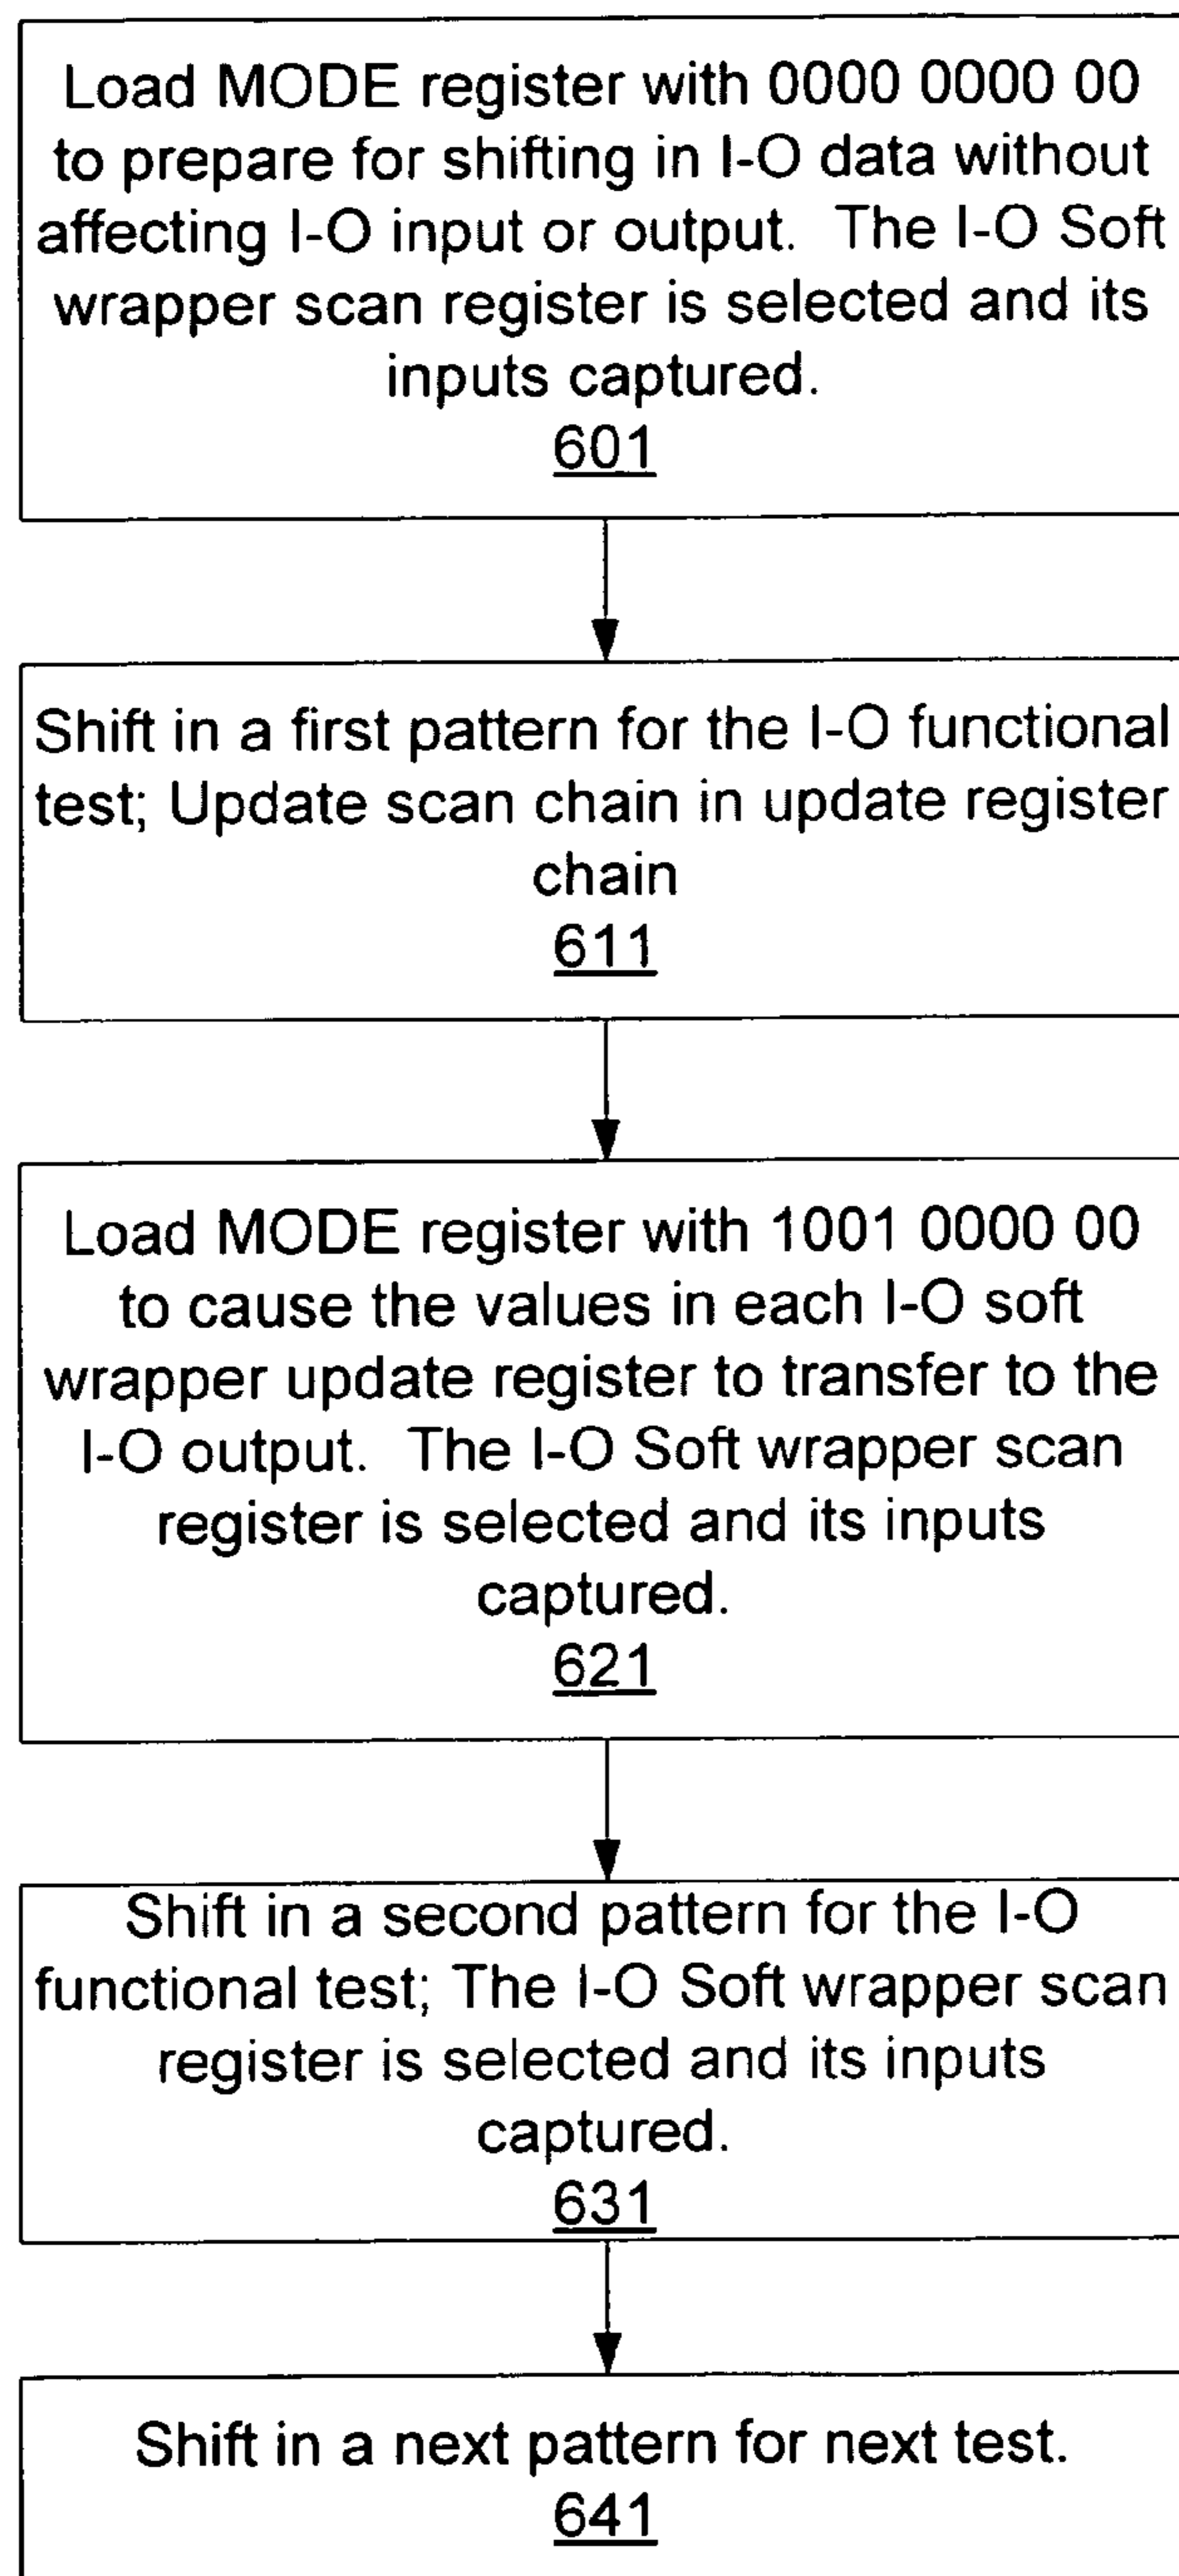 Load MODE register with 0000 0000 00
to prepare for shifting in I-O data without
affecting I-O input or output. The I-O Soft
wrapper scan register is selected and its
inputs captured.
601
Shift in a first pattern for the I-O functional
test; Update scan chain in update register
chain
611
Load MODE register with 1001 0000 00
to cause the values in each I-O soft
wrapper update register to transfer to the
I-O output. The I-O Soft wrapper scan
register is selected and its inputs
captured.
621
Shift in a second pattern for the I-O
functional test; The I-O Soft wrapper scan
register is selected and its inputs
captured.
631
Shift in a next pattern for next test.
641